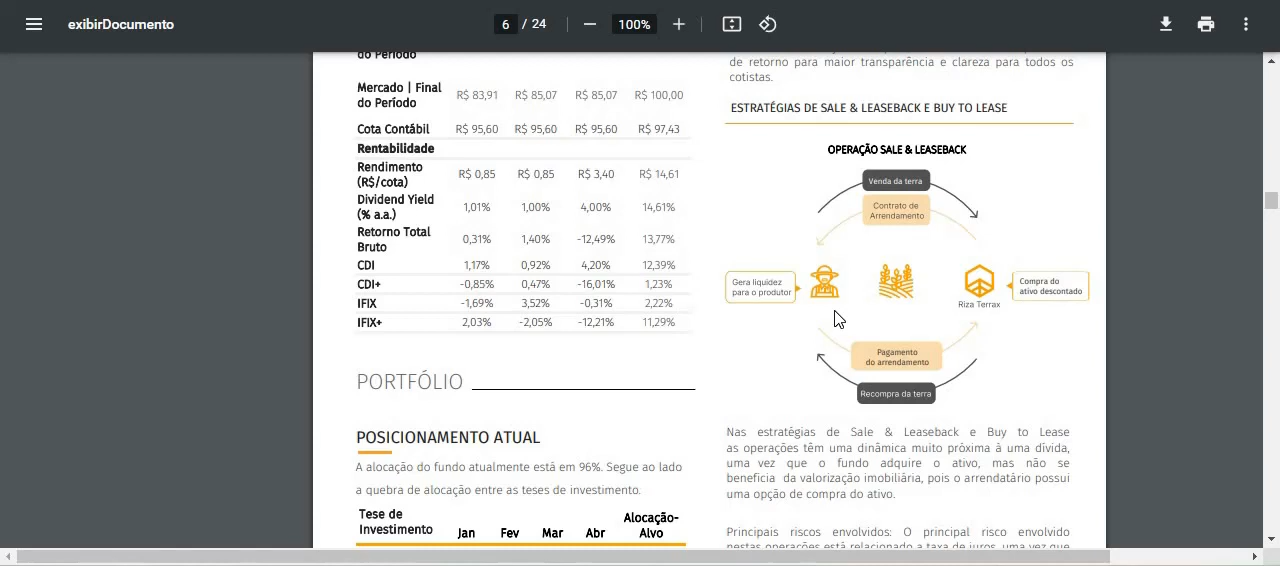 exibirDocumento
6 / 24
100%
do Período
Mercado | Final
do Período
R$ 83,91 R$ 85,07 R$ 85,07 R$ 100,00
Cota Contábil R$ 95,60 R$ 95,60 R$ 95,60 R$ 97,43
Rentabilidade
Rendimento
(R$/cota)
R$ 0,85 R$ 0,85 R$ 3,40 R$ 14,61
Dividend Yield
(% a.a.)
1,01% 1,00% 4,00% 14,61%
Retorno Total
Bruto
0,31% 1,40% -12,49% 13,77%
CDI 1,17% 0,92% 4,20% 12,39%
CDI+ -0,85% 0,47% -16,01% 1,23%
IFIX -1,69% 3,52% -0,31% 2,22%
IFIX+ 2,03% -2,05% -12,21% 11,29%
PORTFÓLIO
POSICIONAMENTO ATUAL
A alocação do fundo atualmente está em 96%. Segue ao lado
a quebra de alocação entre as teses de investimento.
Tese de
Investimento
Jan Fev Mar Abr
Alocação-
Alvo
de retorno para maior transparência e clareza para todos os
cotistas.
ESTRATÉGIAS DE SALE & LEASEBACK E BUY TO LEASE
OPERAÇÃO SALE & LEASEBACK
Venda da terra
Contrato de
Arrendamento
Gera liquidez
para o produtor
Riza Terrax
Compra do
ativo descontado
Pagamento
do arrendamento
Recompra da terra
Nas estratégias de Sale & Leaseback e Buy to Lease
as operações têm uma dinâmica muito próxima à uma dívida,
uma vez que o fundo adquire o ativo, mas não se
beneficia da valorização imobiliária, pois o arrendatário possui
uma opção de compra do ativo.
Principais riscos envolvidos: O principal risco envolvido
nestas operações está relacionado a taxa de juros, uma vez que